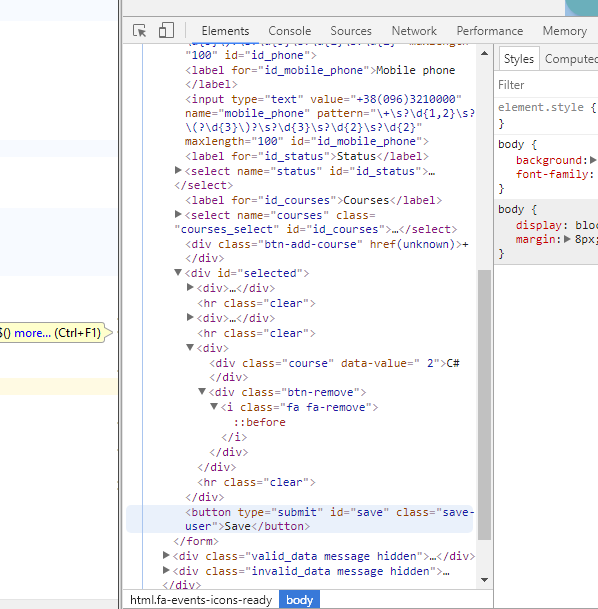 Elements Console Sources Network Performance Memory
"100" id="id_phone">
<label for="id_mobile_phone">Mobile phone
</label>
<input type="text" value="+38(096)3210000"
name="mobile_phone" pattern="\+\s?\d{1,2}\s?
\(?\d{3}\)?\s?\d{3}\s?\d{2}\s?\d{2}"
maxlength="100" id="id_mobile_phone">
<label for="id_status">Status</label>
<select name="status" id="id_status">…
</select>
<label for="id_courses">Courses</label>
<select name="courses" class=
"courses_select" id="id_courses">…</select>
<div class="btn-add-course" href(unknown)>+
</div>
<div id="selected">
<div>…</div>
<hr class="clear">
<div>…</div>
<hr class="clear">
<div>
<div class="course" data-value=" 2">C#
</div>
<div class="btn-remove">
<i class="fa fa-remove">
::before
</i>
</div>
</div>
<hr class="clear">
</div>
<button type="submit" id="save" class="save-
user">Save</button>
</form>
<div class="valid_data message hidden">…</div>
<div class="invalid_data message hidden">…
</div>
html.fa-events-icons-ready body
$() more... (Ctrl+F1)
Styles Computed
Filter
element.style {
}
body {
background:
font-family:
}
body {
display: bloc
margin: 8px;
}